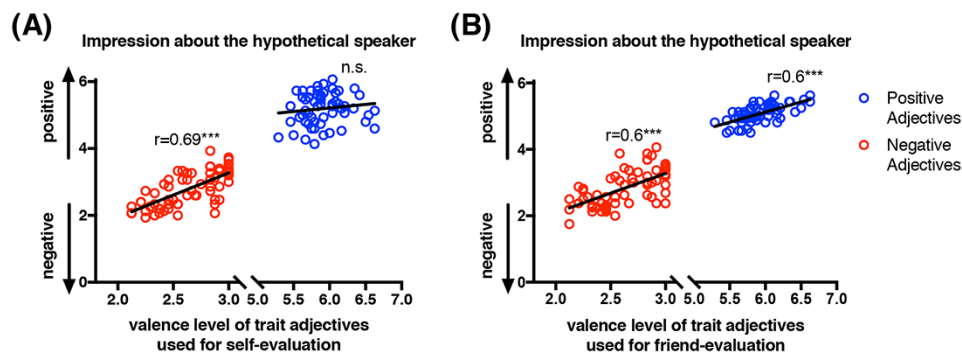 (A)
Impression about the hypothetical speaker
positive
negative
6
4
2
0
r=0.69***
n.s.
2.0 2.5 3.0 5.0 5.5 6.0 6.5 7.0
valence level of trait adjectives
used for self-evaluation
(B)
Impression about the hypothetical speaker
positive
negative
6
4
2
0
r=0.6***
r=0.6***
2.0 2.5 3.0 5.0 5.5 6.0 6.5 7.0
valence level of trait adjectives
used for friend-evaluation
Positive
Adjectives
Negative
Adjectives